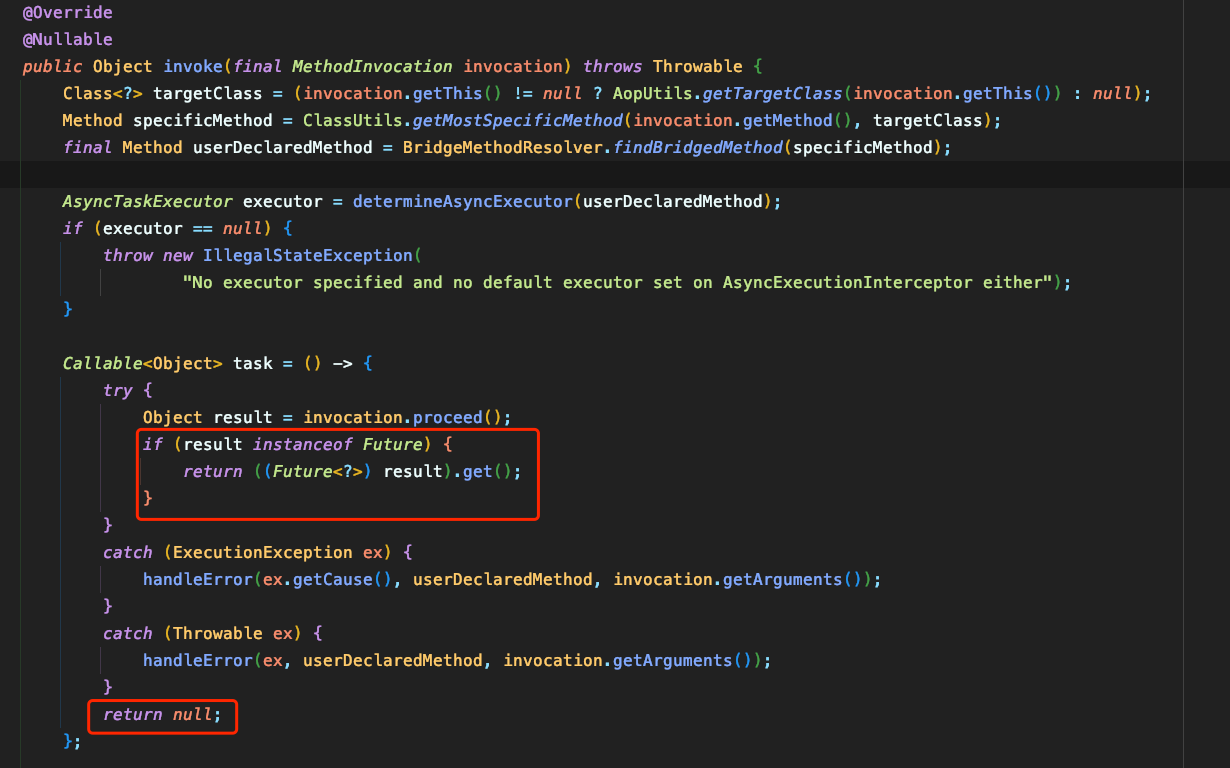 @Override
@Nullable
public Object invoke(final MethodInvocation invocation) throws Throwable {
Class<?> targetClass = (invocation.getThis() != null ? AopUtils.getTargetClass(invocation.getThis()) : null);
Method specificMethod = ClassUtils.getMostSpecificMethod(invocation.getMethod(), targetClass);
final Method userDeclaredMethod = BridgeMethodResolver.findBridgedMethod(specificMethod);
AsyncTaskExecutor executor = determineAsyncExecutor(userDeclaredMethod);
if (executor == null) {
throw new IllegalStateException(
"No executor specified and no default executor set on AsyncExecutionInterceptor either");
}
Callable<Object> task = () -> {
try {
Object result = invocation.proceed();
if (result instanceof Future) {
return ((Future<?>) result).get();
}
}
catch (ExecutionException ex) {
handleError(ex.getCause(), userDeclaredMethod, invocation.getArguments());
}
catch (Throwable ex) {
handleError(ex, userDeclaredMethod, invocation.getArguments());
}
return null;
};